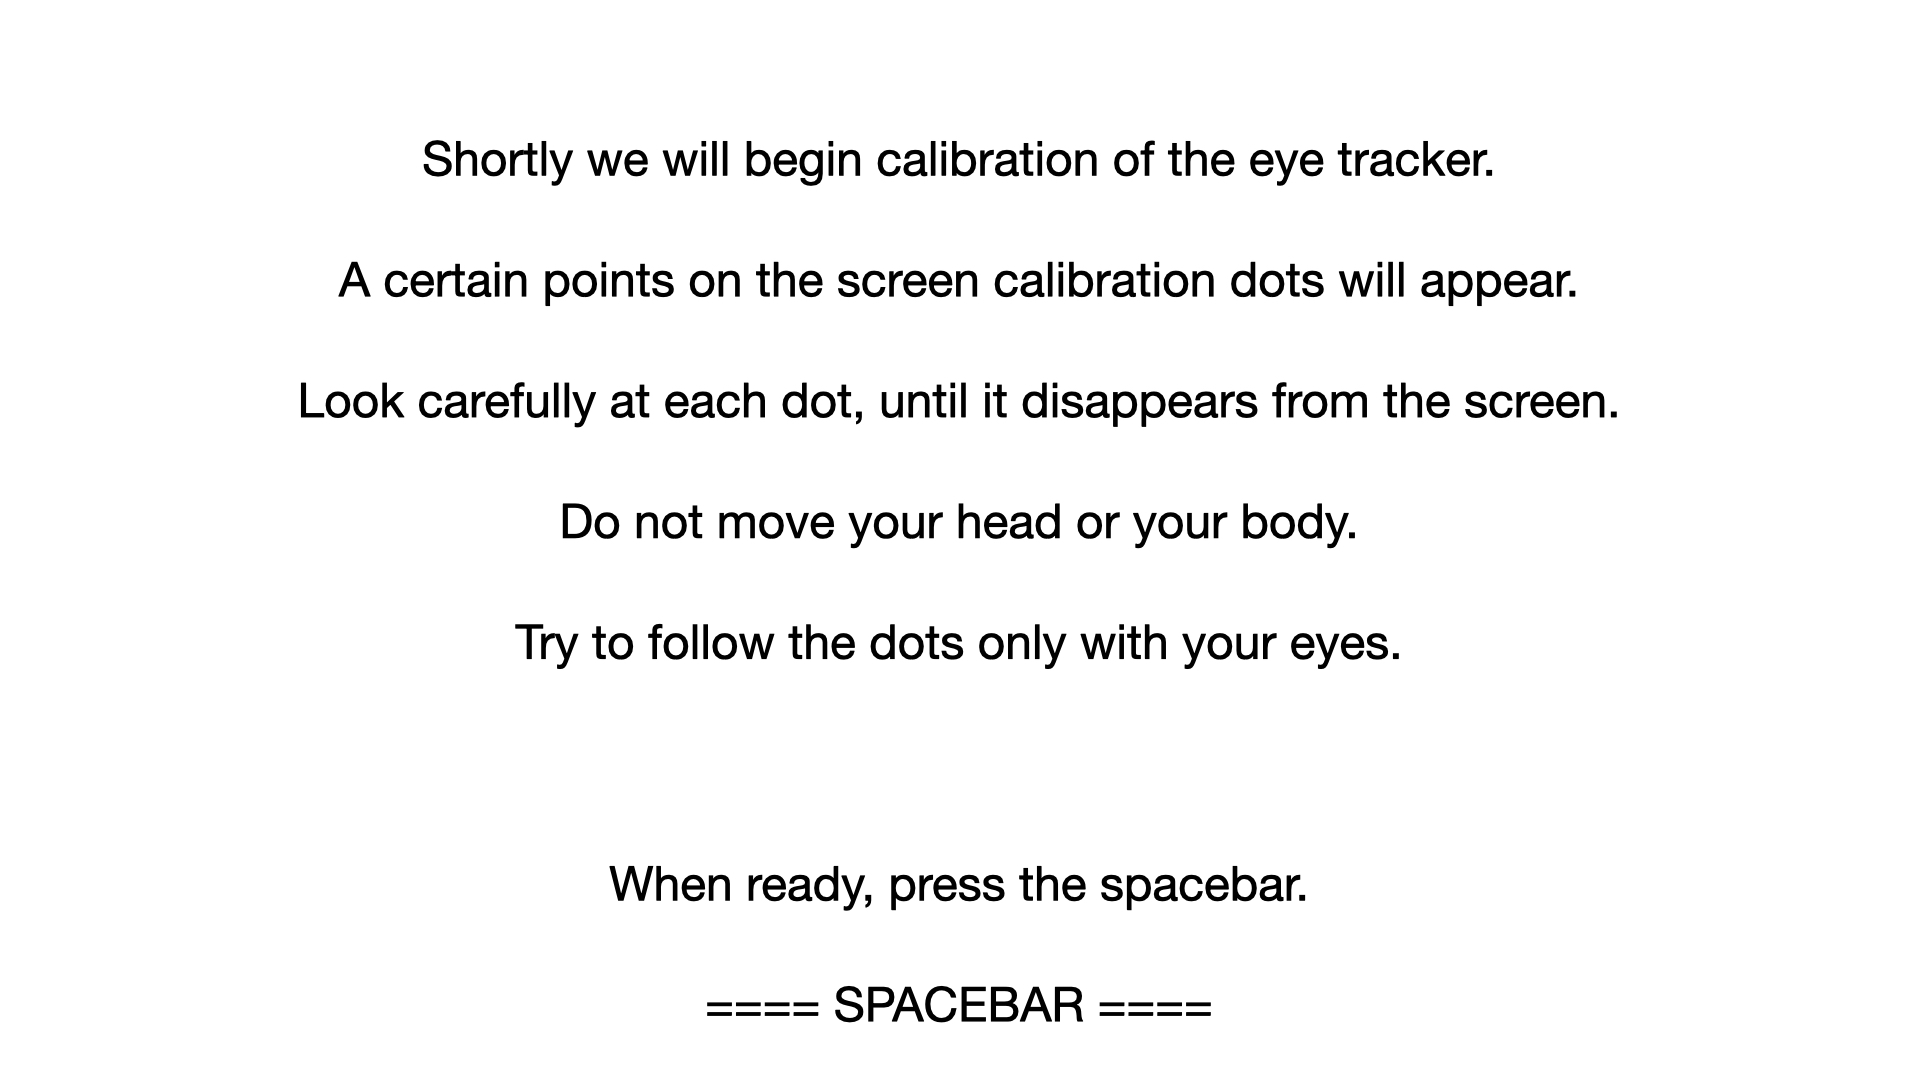 Shortly we will begin calibration of the eye tracker.
A certain points on the screen calibration dots will appear.
Look carefully at each dot, until it disappears from the screen.
Do not move your head or your body.
Try to follow the dots only with your eyes.
When ready, press the spacebar.
==== SPACEBAR ====